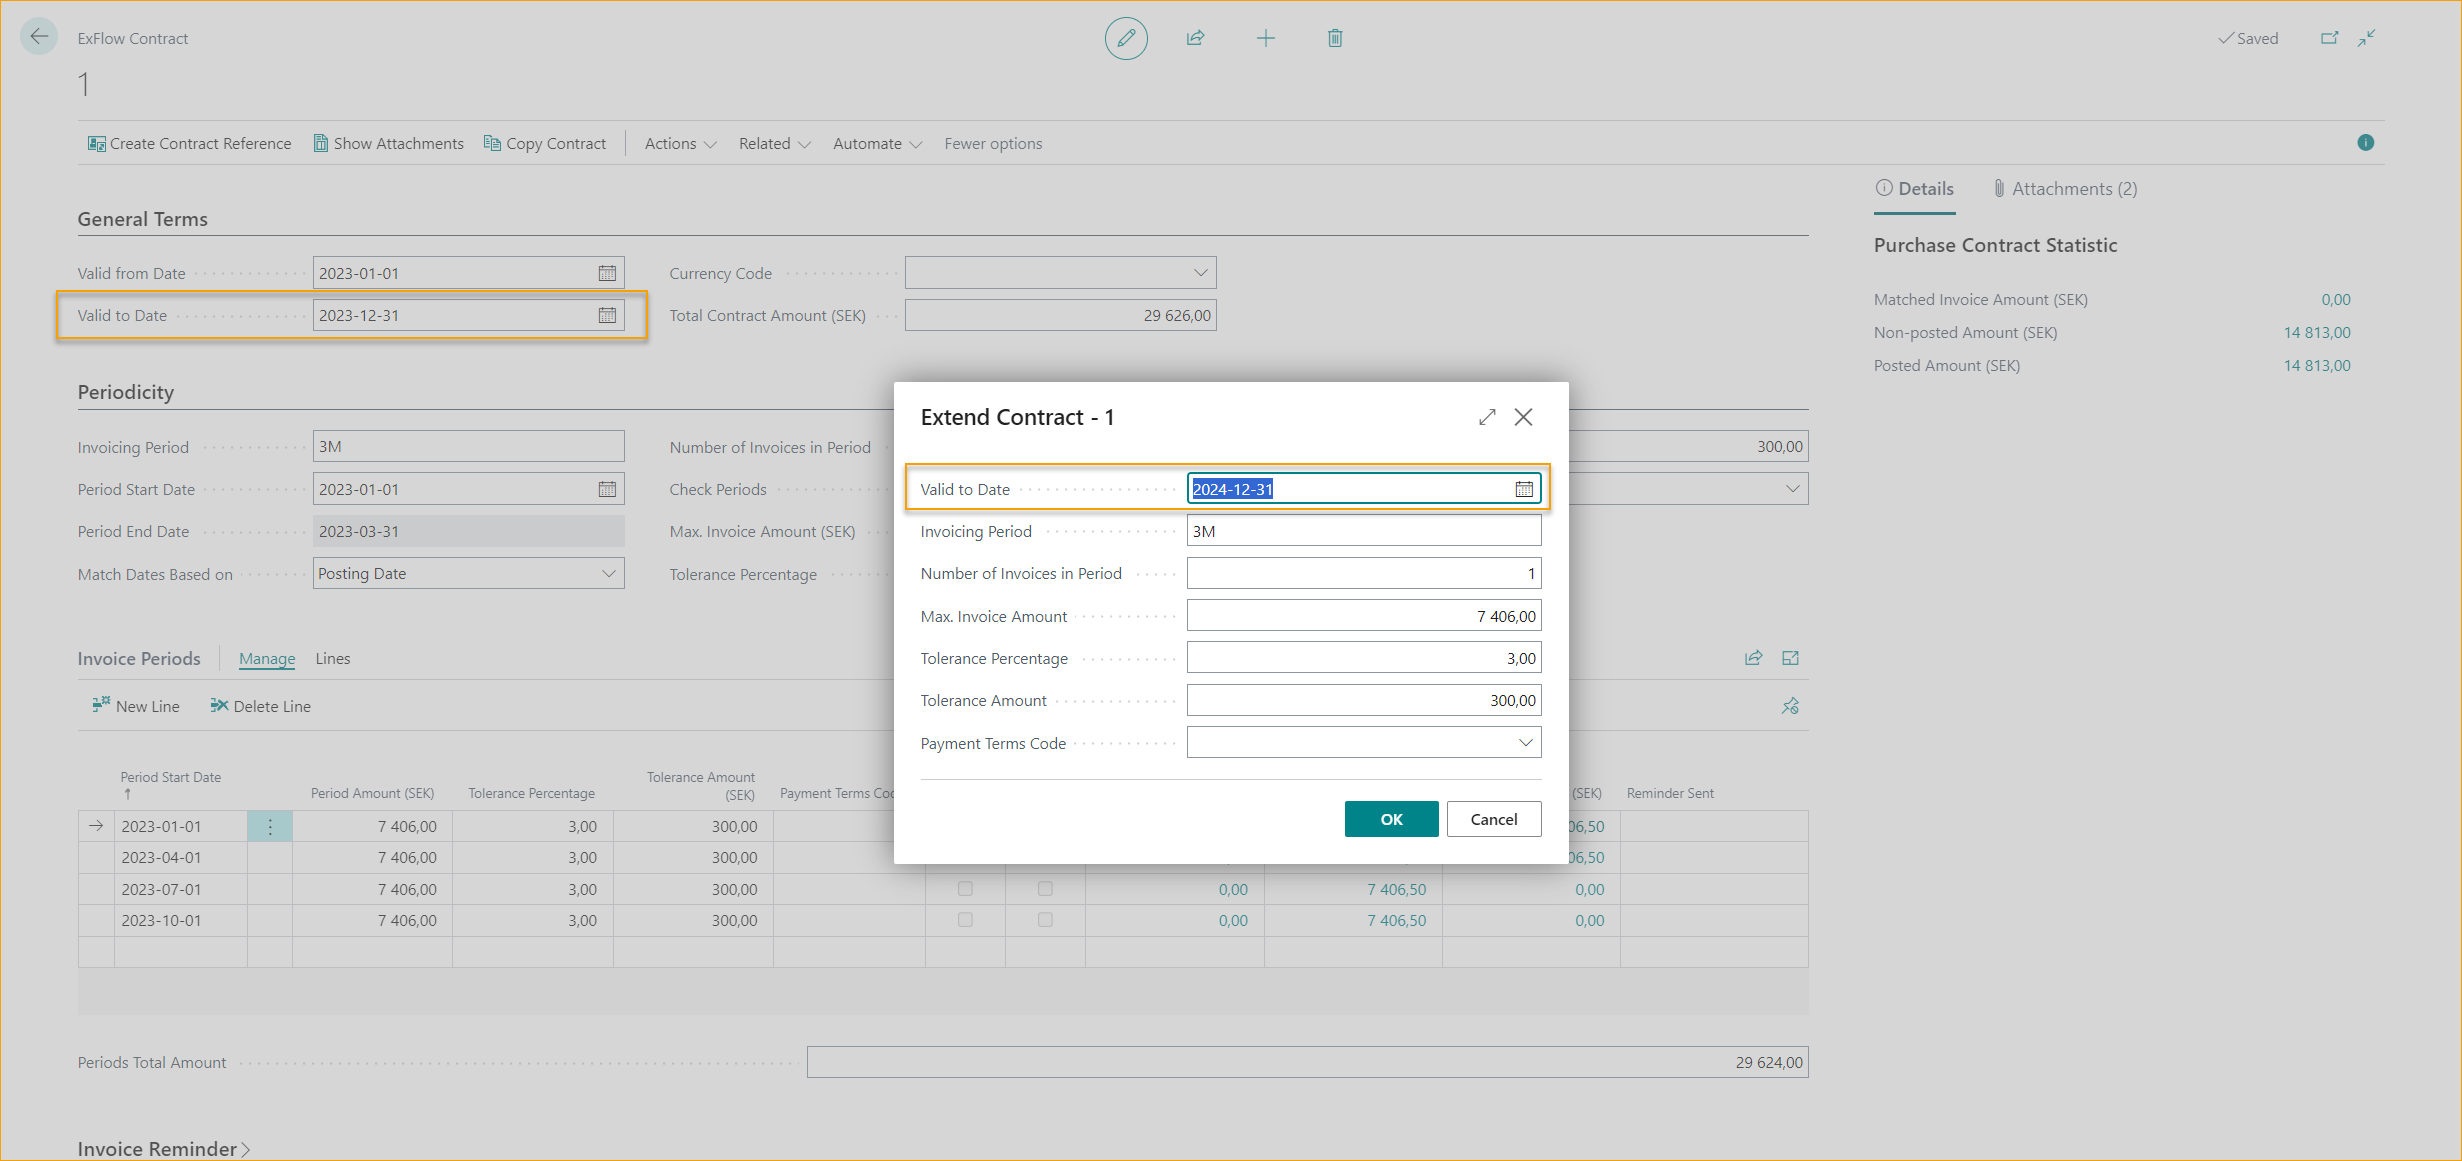 ExFlow Contract
Saved
1
Create Contract Reference Show Attachments Copy Contract Actions Related Automate Fewer options
Details Attachments (2)
General Terms
Valid from Date 2023-01-01 Currency Code
Valid to Date 2023-12-31 Total Contract Amount (SEK) 29 626,00
Purchase Contract Statistic
Matched Invoice Amount (SEK) 0,00
Non-posted Amount (SEK) 14 813,00
Posted Amount (SEK) 14 813,00
Periodicity
Invoicing Period 3M Number of Invoices in Period 300,00
Period Start Date 2023-01-01 Check Periods
Period End Date 2023-03-31 Max. Invoice Amount (SEK)
Match Dates Based on Posting Date Tolerance Percentage
Extend Contract - 1
Valid to Date 2024-12-31
Invoicing Period 3M
Number of Invoices in Period 1
Max. Invoice Amount 7 406,00
Tolerance Percentage 3,00
Tolerance Amount 300,00
Payment Terms Code
OK Cancel
Invoice Periods Manage Lines
New Line Delete Line
Period Start Date Period Amount (SEK) Tolerance Percentage Tolerance Amount (SEK) Payment Terms (SEK) Reminder Sent
2023-01-01 7 406,00 3,00 300,00 06,50
2023-04-01 7 406,00 3,00 300,00 06,50
2023-07-01 7 406,00 3,00 300,00 0,00 7 406,50 0,00
2023-10-01 7 406,00 3,00 300,00 0,00 7 406,50 0,00
Periods Total Amount 29 624,00
Invoice Reminder